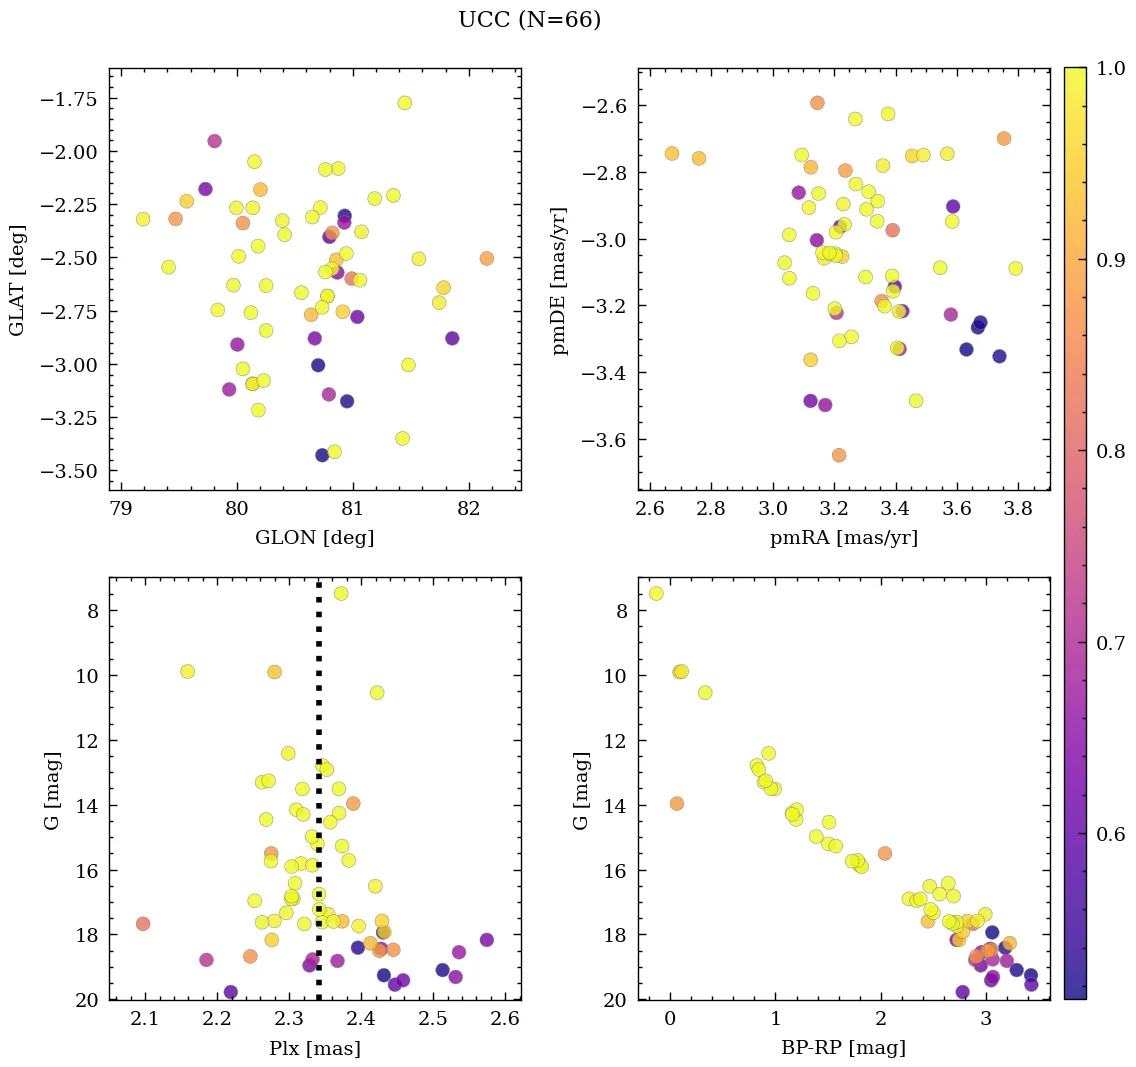 UCC (N=66)
−1.75
−2.00
−2.25
−2.50
−2.75
−3.00
−3.25
−3.50
GLAT [deg]
79 80 81 82
GLON [deg]
−2.6
−2.8
−3.0
−3.2
−3.4
−3.6
pmDE [mas/yr]
2.6 2.8 3.0 3.2 3.4 3.6 3.8
pmRA [mas/yr]
1.0
0.9
0.8
0.7
0.6
8
10
12
14
16
18
20
G [mag]
2.1 2.2 2.3 2.4 2.5 2.6
Plx [mas]
8
10
12
14
16
18
20
G [mag]
0 1 2 3
BP-RP [mag]